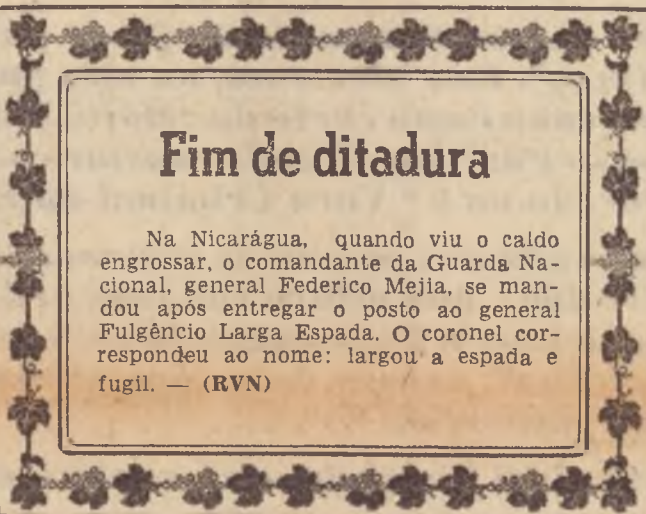 Fim de ditadura
Na Nicarágua, quando viu o caldo
engrossar, o comandante da Guarda Na-
cional, general Federico Mejia, se man-
dou após entregar o posto ao general
Fulgêncio Larga Espada. O coronel cor-
respondeu ao nome: largou a espada e
fugil. — (RVN)